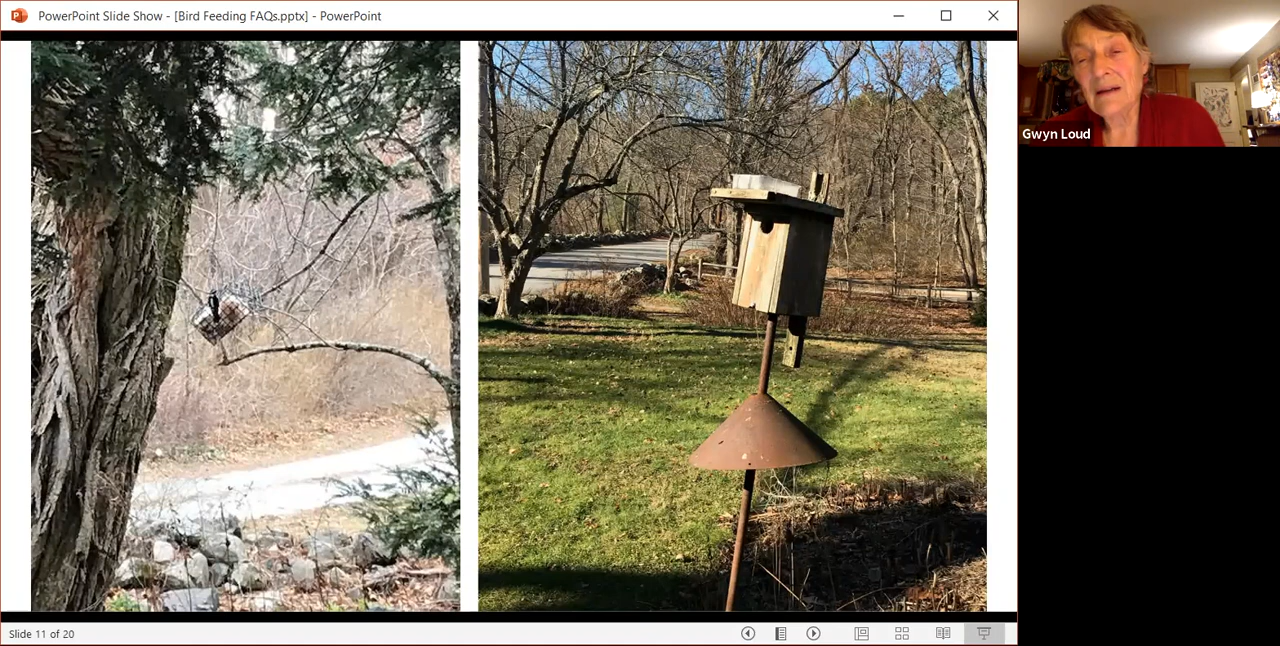 PowerPoint Slide Show - [Bird Feeding FAQs.pptx] - PowerPoint
Gwyn Loud
Slide 11 of 20